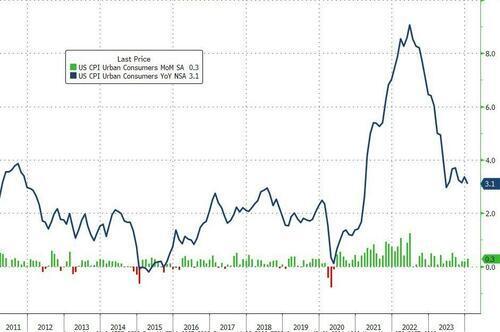 Last Price
US CPI Urban Consumers MoM SA 0.3
US CPI Urban Consumers YoY NSA 3.1
8.0
6.0
4.0
3.1
2.0
0.3
0.0
2011 2012 2013 2014 2015 2016 2017 2018 2019 2020 2021 2022 2023